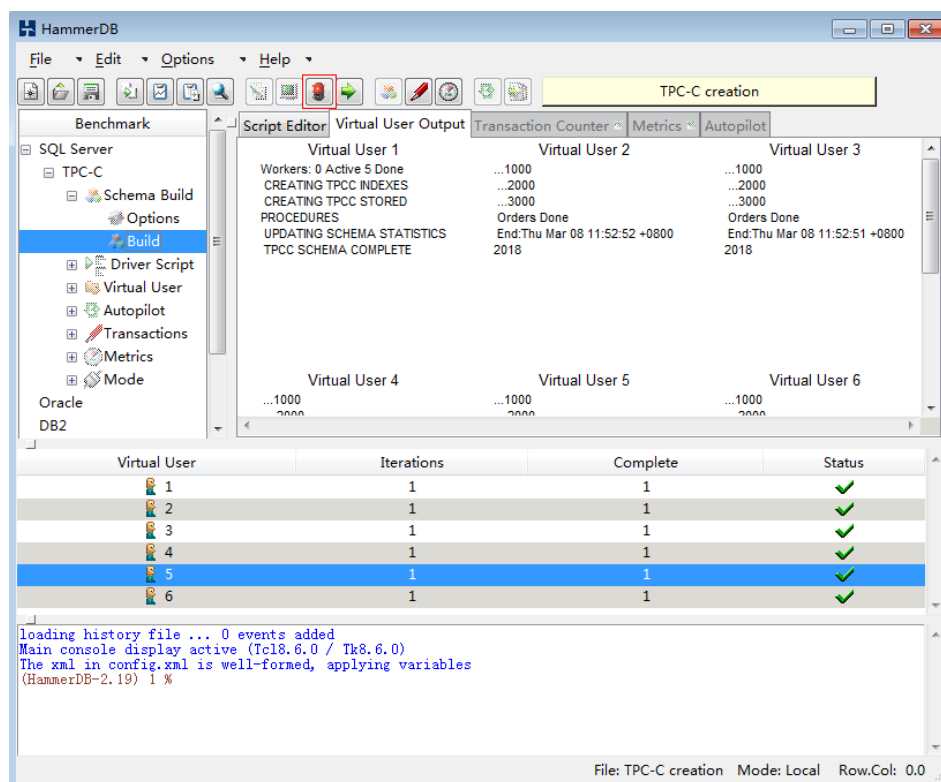 HammerDB
File Edit Options Help
TPC-C creation
Benchmark
Script Editor Virtual User Output Transaction Counter Metrics Autopilot
SQL Server
TPC-C
Schema Build
Options
Build
Driver Script
Virtual User
Autopilot
Transactions
Metrics
Mode
Oracle
DB2
Virtual User 1
Workers: 0 Active 5 Done
CREATING TPCC INDEXES
CREATING TPCC STORED
PROCEDURES
UPDATING SCHEMA STATISTICS
TPCC SCHEMA COMPLETE
Virtual User 2
...1000
...2000
...3000
Orders Done
End:Thu Mar 08 11:52:52 +0800
2018
Virtual User 3
...1000
...2000
...3000
Orders Done
End:Thu Mar 08 11:52:51 +0800
2018
Virtual User 4
...1000
...2000
Virtual User 5
...1000
...2000
Virtual User 6
...1000
...2000
Virtual User Iterations Complete Status
1 1 1
2 1 1
3 1 1
4 1 1
5 1 1
6 1 1
loading history file ... 0 events added
Main console display active (Tcl8.6.0 / Tk8.6.0)
The xml in config.xml is well-formed, applying variables
(HammerDB-2.19) 1 %
File: TPC-C creation Mode: Local Row.Col: 0.0